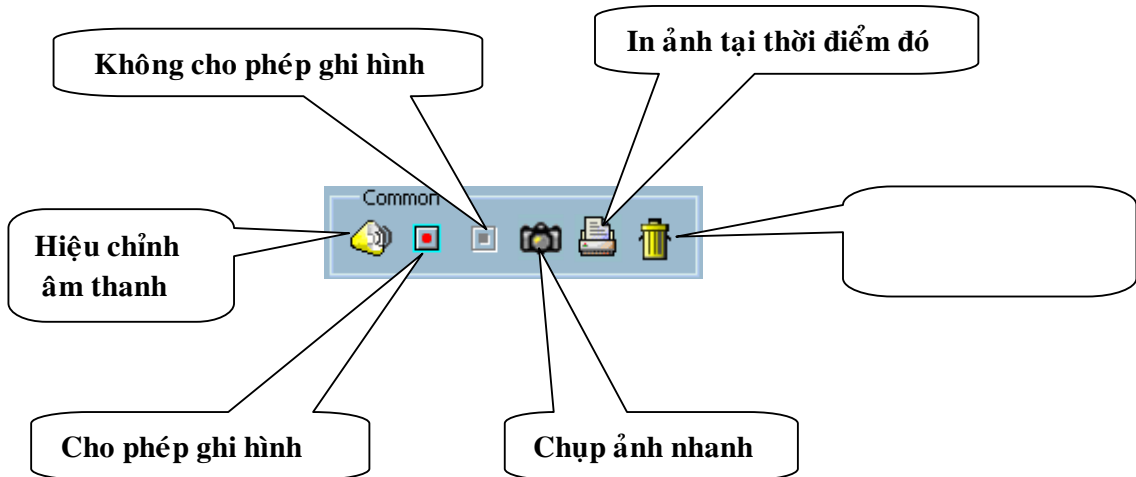 In ảnh tại thời điểm đó
Không cho phép ghi hình
Common
Hiệu chỉnh
âm thanh
Cho phép ghi hình
Chụp ảnh nhanh